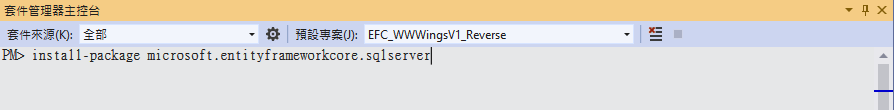 套件管理器主控台
套件來源(K): 全部 預設專案(J): EFC_WWWingsV1_Reverse
PM> install-package microsoft.entityframeworkcore.sqlserver